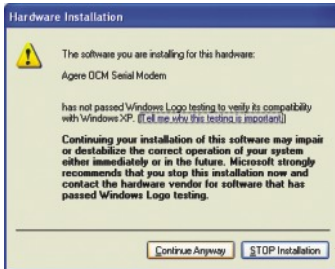 Hardware Installation
The software you are installing for this hardware:
Agere OCM Serial Modem
has not passed Windows Logo testing to verify its compatibility
with Windows XP. (Tell me why this testing is important.)
Continuing your installation of this software may impair
or destabilize the correct operation of your system
either immediately or in the future. Microsoft strongly
recommends that you stop this installation now and
contact the hardware vendor for software that has
passed Windows Logo testing.
Continue Anyway
STOP Installation